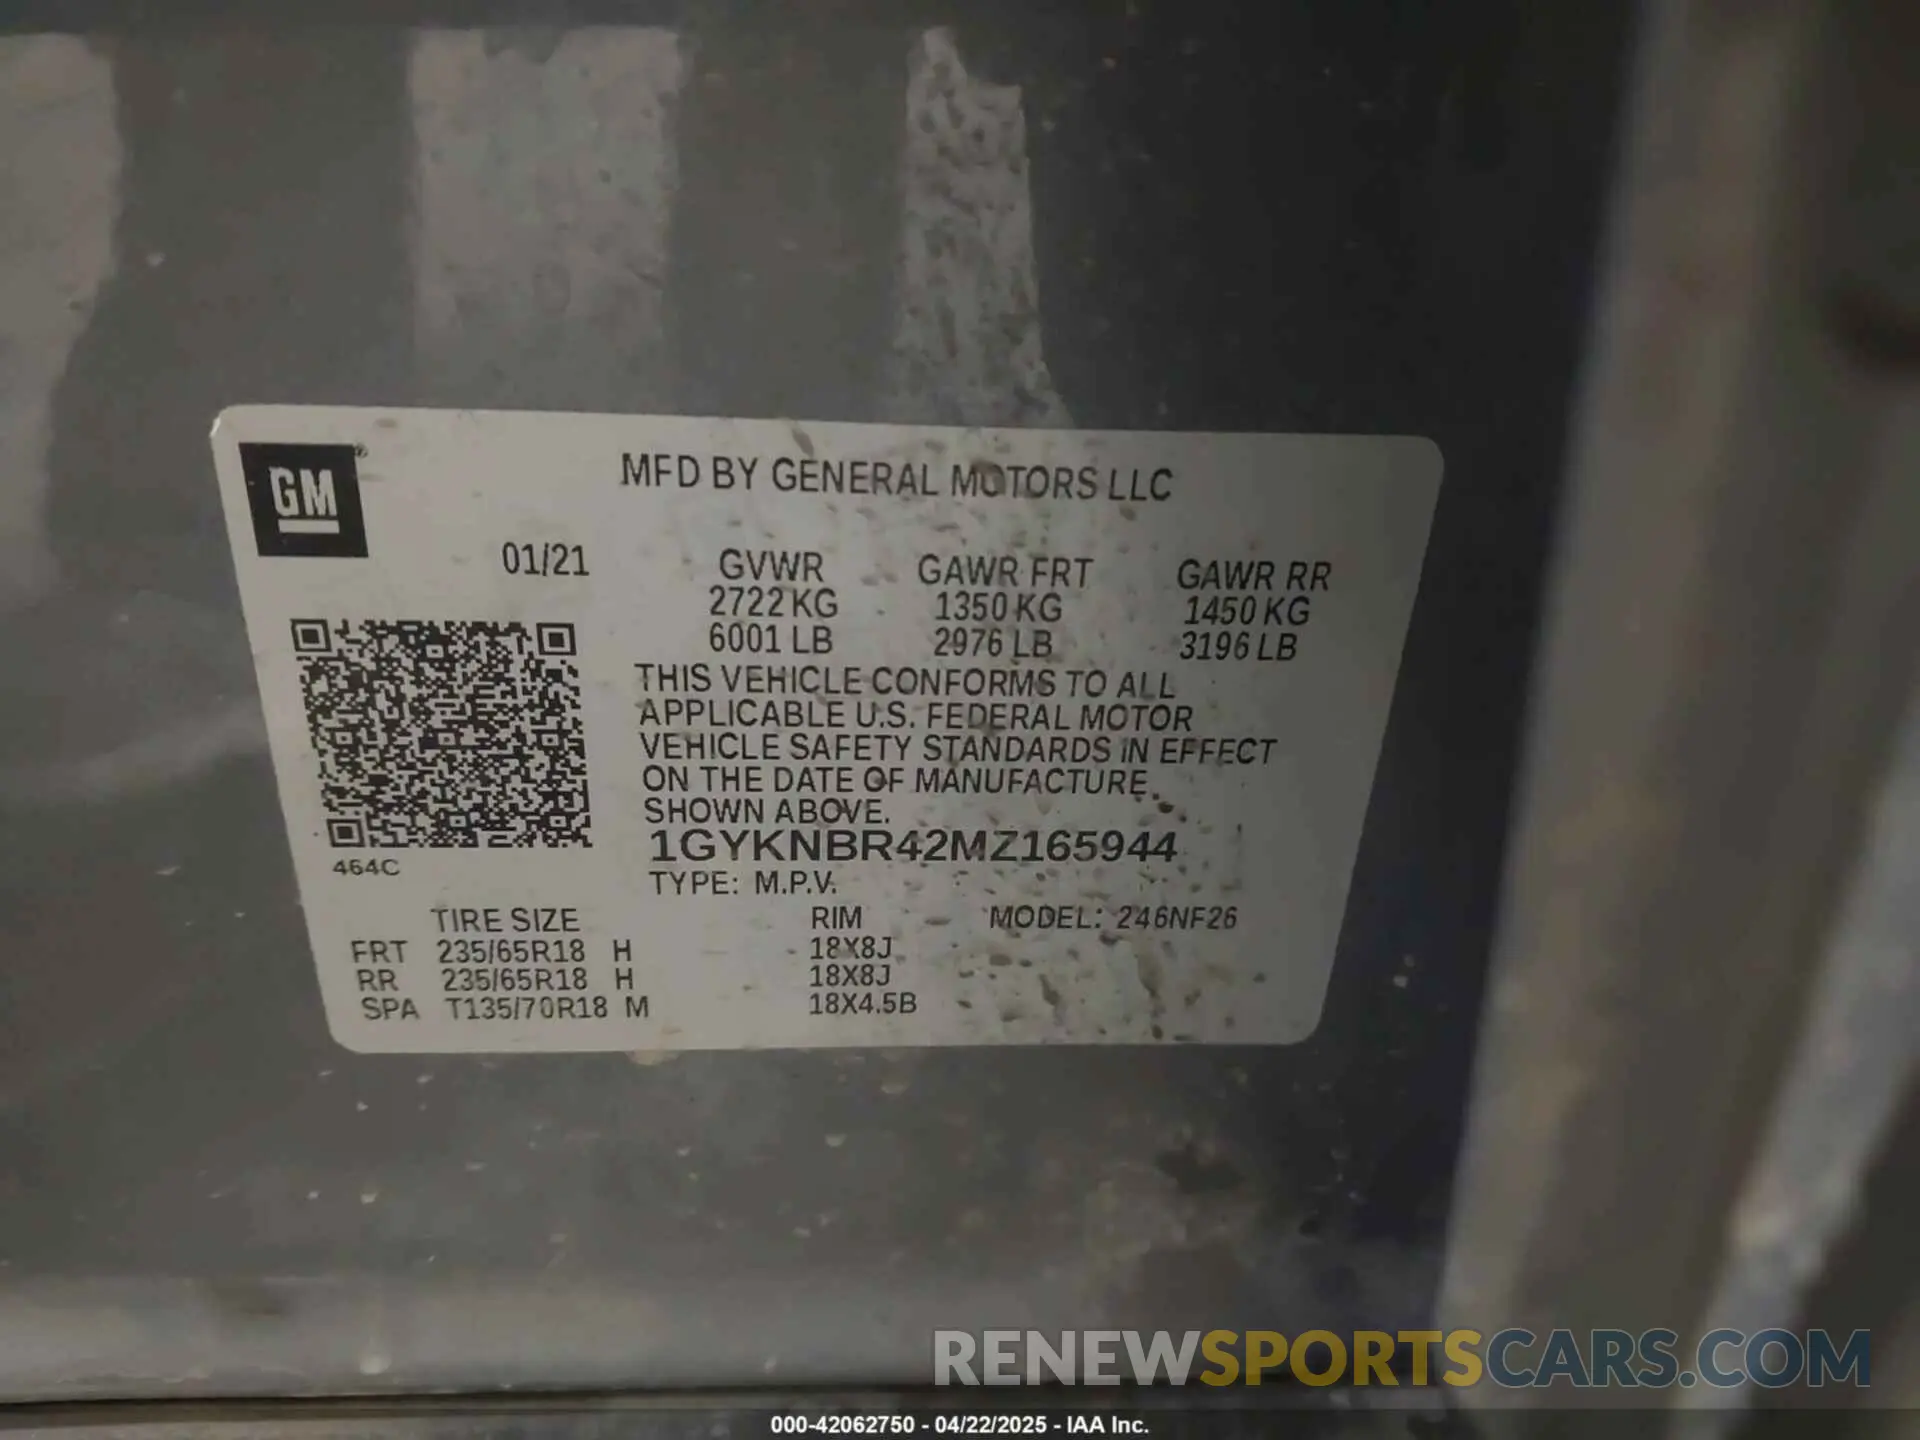 GM®
MFD BY GENERAL MOTORS LLC
01/21
GVWR GAWR FRT GAWR RR
2722 KG 1350 KG 1450 KG
6001 LB 2976 LB 3196 LB
THIS VEHICLE CONFORMS TO ALL
APPLICABLE U.S. FEDERAL MOTOR
VEHICLE SAFETY STANDARDS IN EFFECT
ON THE DATE OF MANUFACTURE
SHOWN ABOVE.
1GYKNBR42MZ165944
464C
TYPE: M.P.V.
TIRE SIZE RIM MODEL: 246NF26
FRT 235/65R18 H 18X8J
RR 235/65R18 H 18X8J
SPA T135/70R18 M 18X4.5B
RENEWSPORTSCARS.COM
000-42062750 - 04/22/2025 - IAA Inc.